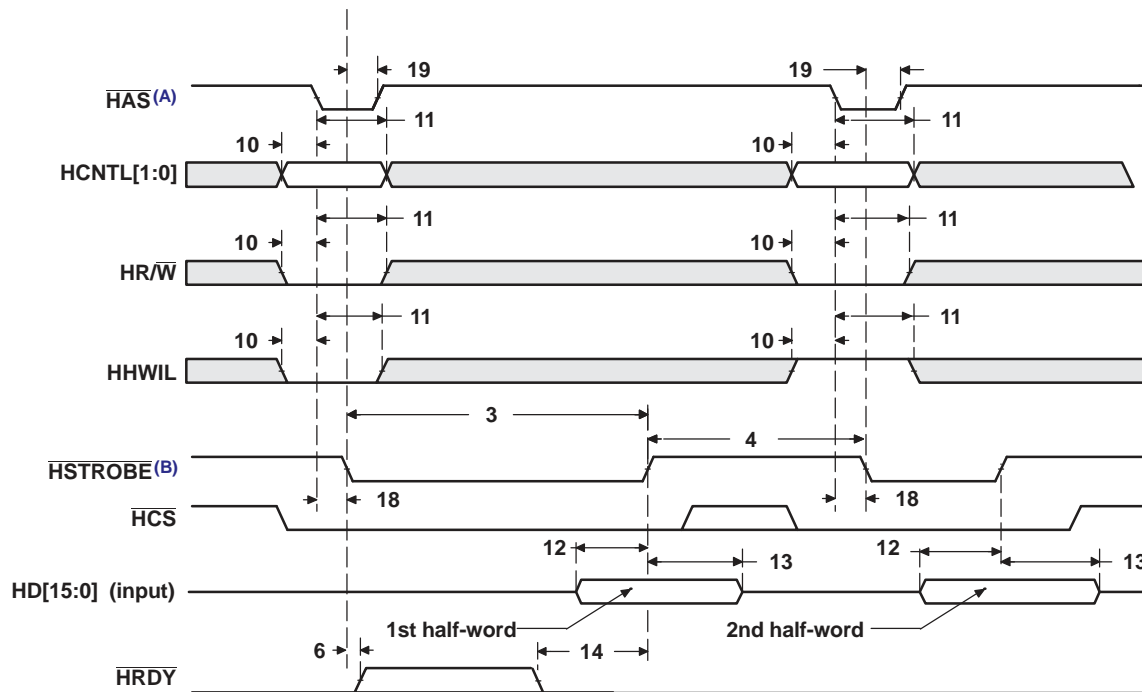 19 19
HAS(A)
11 11
10 10
HCNTL[1:0]
11 11
10 10
HR/W
11 11
10 10
HHWIL
3
4
HSTROBE(B)
18 18
HCS
12 13 12 13
HD[15:0] (input)
1st half-word 2nd half-word
6 14
HRDY